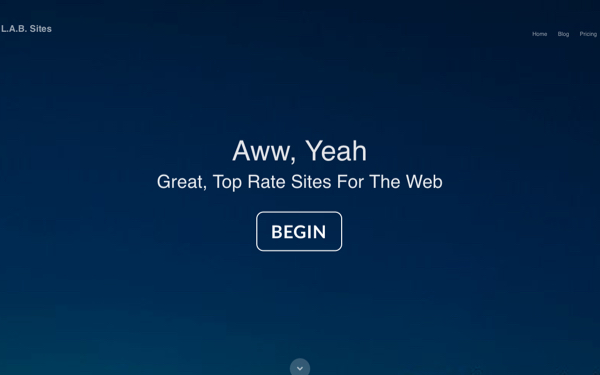 L.A.B. Sites
Home Blog Pricing
Aww, Yeah
Great, Top Rate Sites For The Web
BEGIN